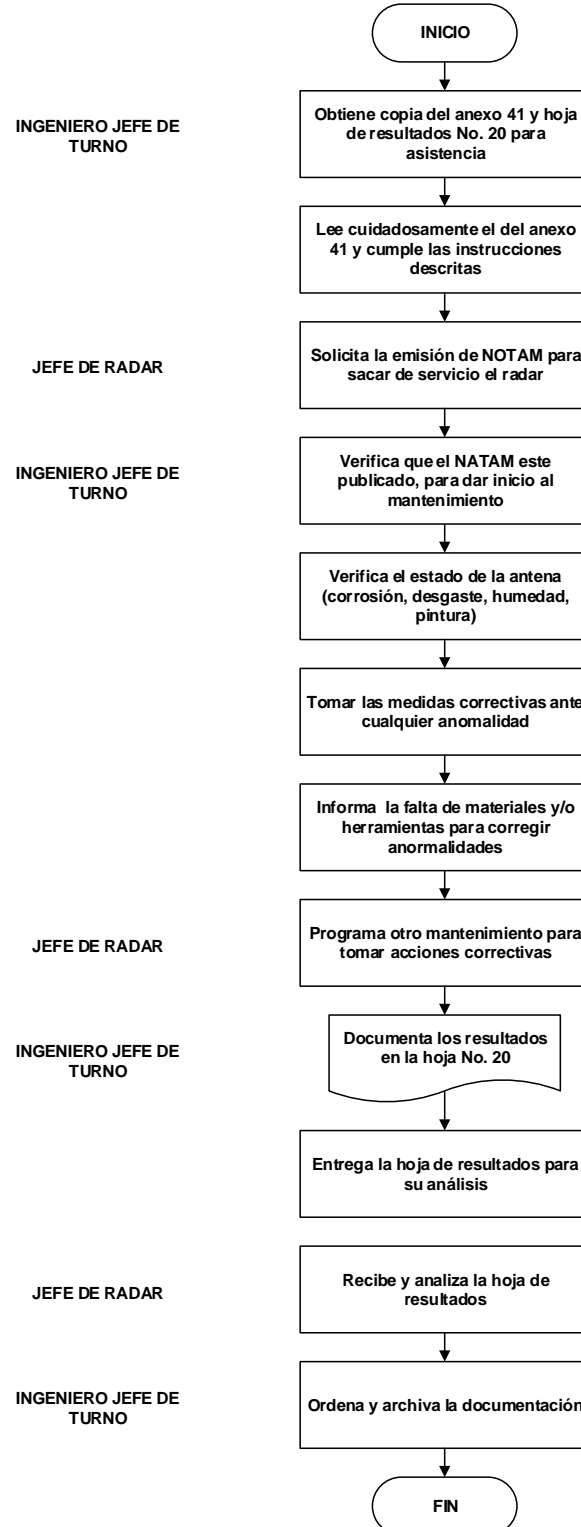 INICIO
INGENIERO JEFE DE
TURNO
Obtiene copia del anexo 41 y hoja
de resultados No. 20 para
asistencia
Lee cuidadosamente el del anexo
41 y cumple las instrucciones
descritas
JEFE DE RADAR
Solicita la emisión de NOTAM para
sacar de servicio el radar
INGENIERO JEFE DE
TURNO
Verifica que el NATAM este
publicado, para dar inicio al
mantenimiento
Verifica el estado de la antena
(corrosión, desgaste, humedad,
pintura)
Tomar las medidas correctivas ante
cualquier anomalidad
Informa la falta de materiales y/o
herramientas para corregir
anormalidades
JEFE DE RADAR
Programa otro mantenimiento para
tomar acciones correctivas
INGENIERO JEFE DE
TURNO
Documenta los resultados
en la hoja No. 20
Entrega la hoja de resultados para
su análisis
JEFE DE RADAR
Recibe y analiza la hoja de
resultados
INGENIERO JEFE DE
TURNO
Ordena y archiva la documentación
FIN